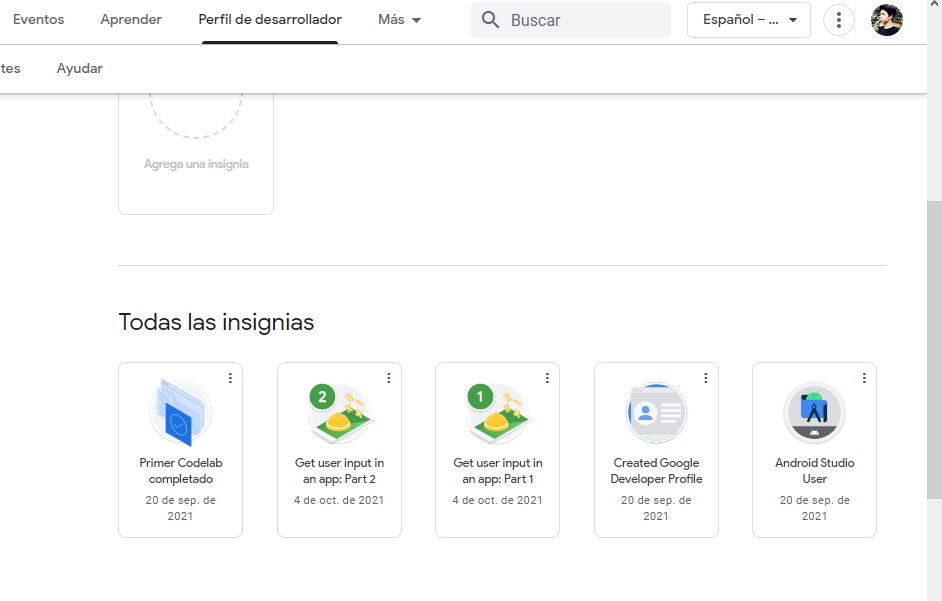 Eventos Aprender Perfil de desarrollador Más Buscar Español – ...
tes Ayudar
Agrega una insignia
Todas las insignias
Primer Codelab
completado
20 de sep. de
2021
2
Get user input in
an app: Part 2
4 de oct. de 2021
1
Get user input in
an app: Part 1
4 de oct. de 2021
Created Google
Developer Profile
20 de sep. de
2021
Android Studio
User
20 de sep. de
2021